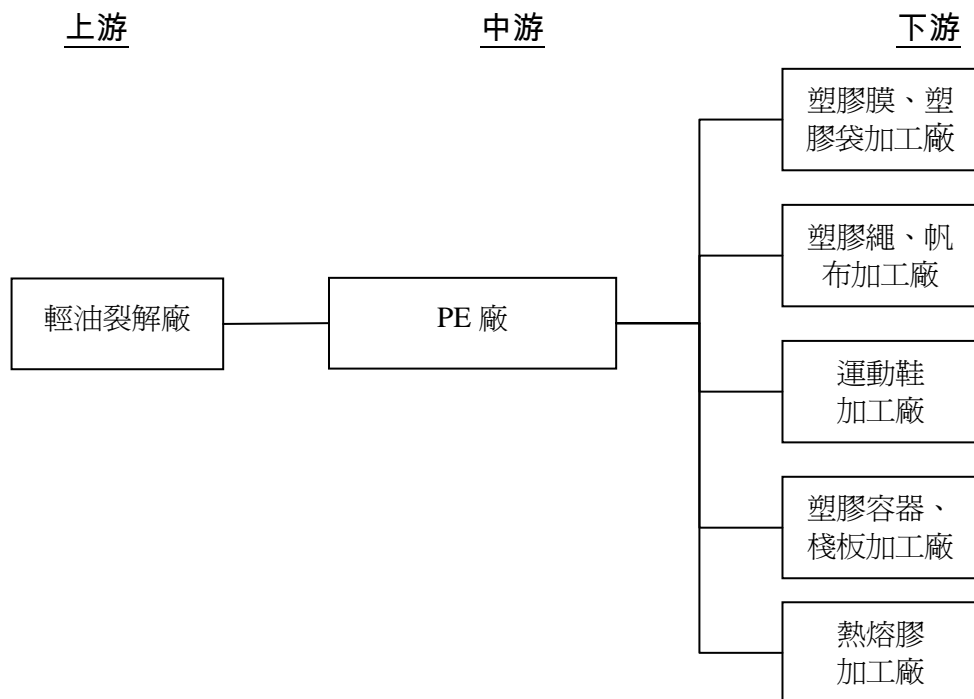 上游
中游
下游
塑膠膜、塑
膠袋加工廠
塑膠繩、帆
布加工廠
輕油裂解廠
PE 廠
運動鞋
加工廠
塑膠容器、
棧板加工廠
熱熔膠
加工廠